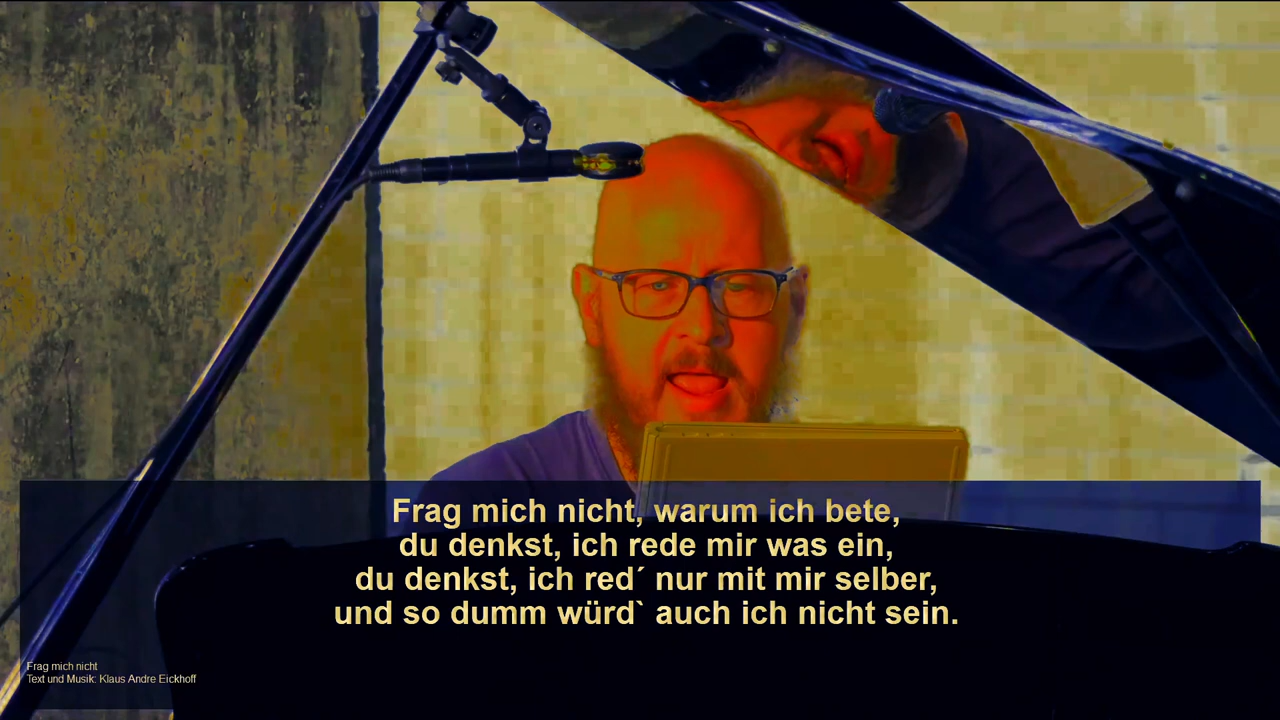 Frag mich nicht, warum ich bete,
du denkst, ich rede mir was ein,
du denkst, ich red´ nur mit mir selber,
und so dumm würd` auch ich nicht sein.
Frag mich nicht
Text und Musik: Klaus Andre Eickhoff